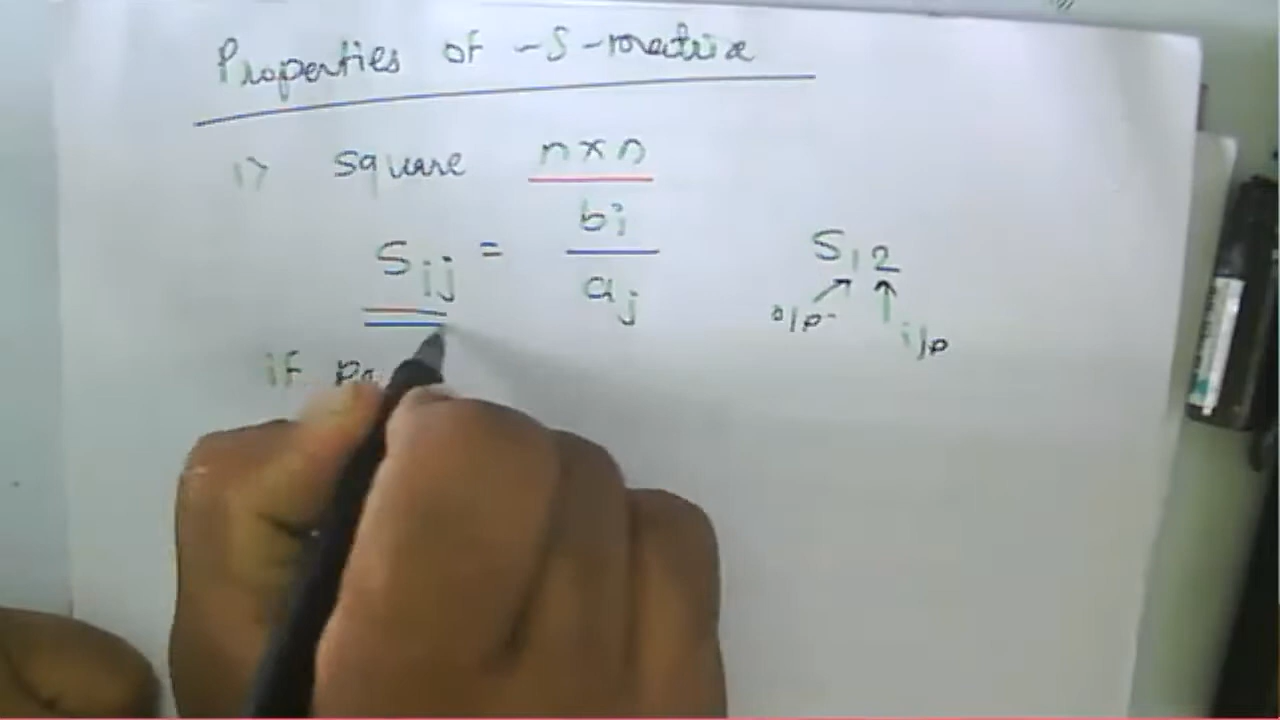 Properties of -S-matrix
1) square n×n
Sij = bi / aj
S12
o/p i/p
if